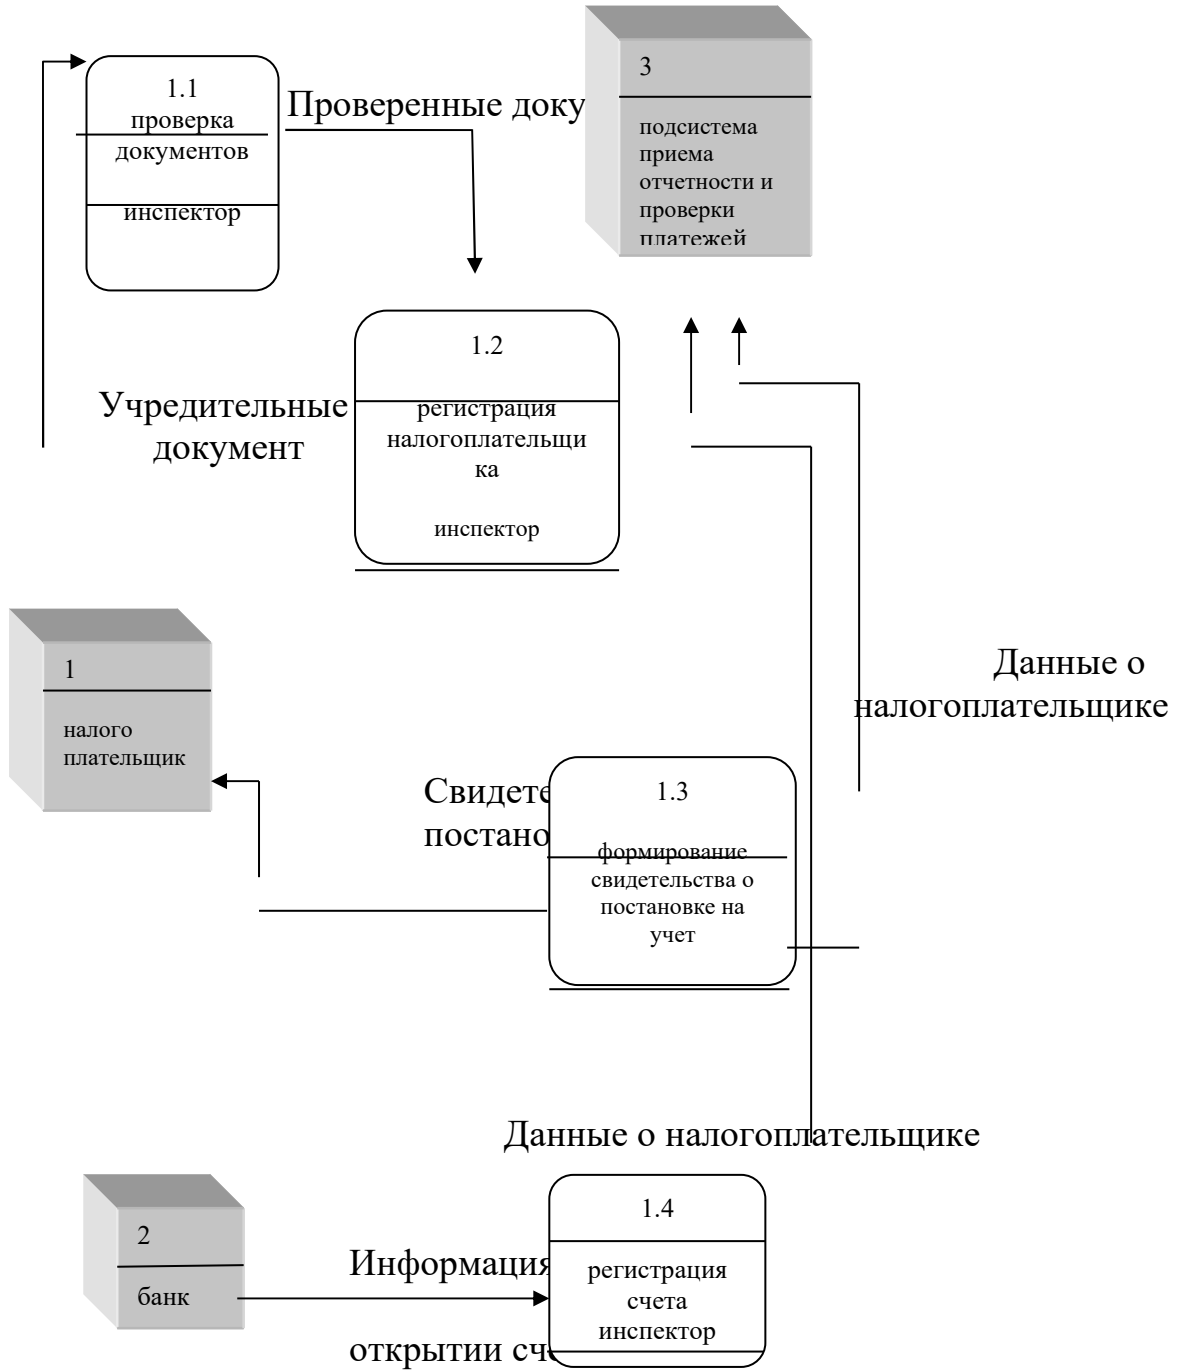 1.1
проверка
документов
инспектор
Проверенные доку
3
подсистема
приема
отчетности и
проверки
платежей
1.2
регистрация
налогоплательщи
ка
инспектор
Учредительные
документ
1
налого
плательщик
Данные о
налогоплательщике
Свидете
постано
1.3
формирование
свидетельства о
постановке на
учет
Данные о налогоплательщике
2
банк
Информация
открытии сч
1.4
регистрация
счета
инспектор